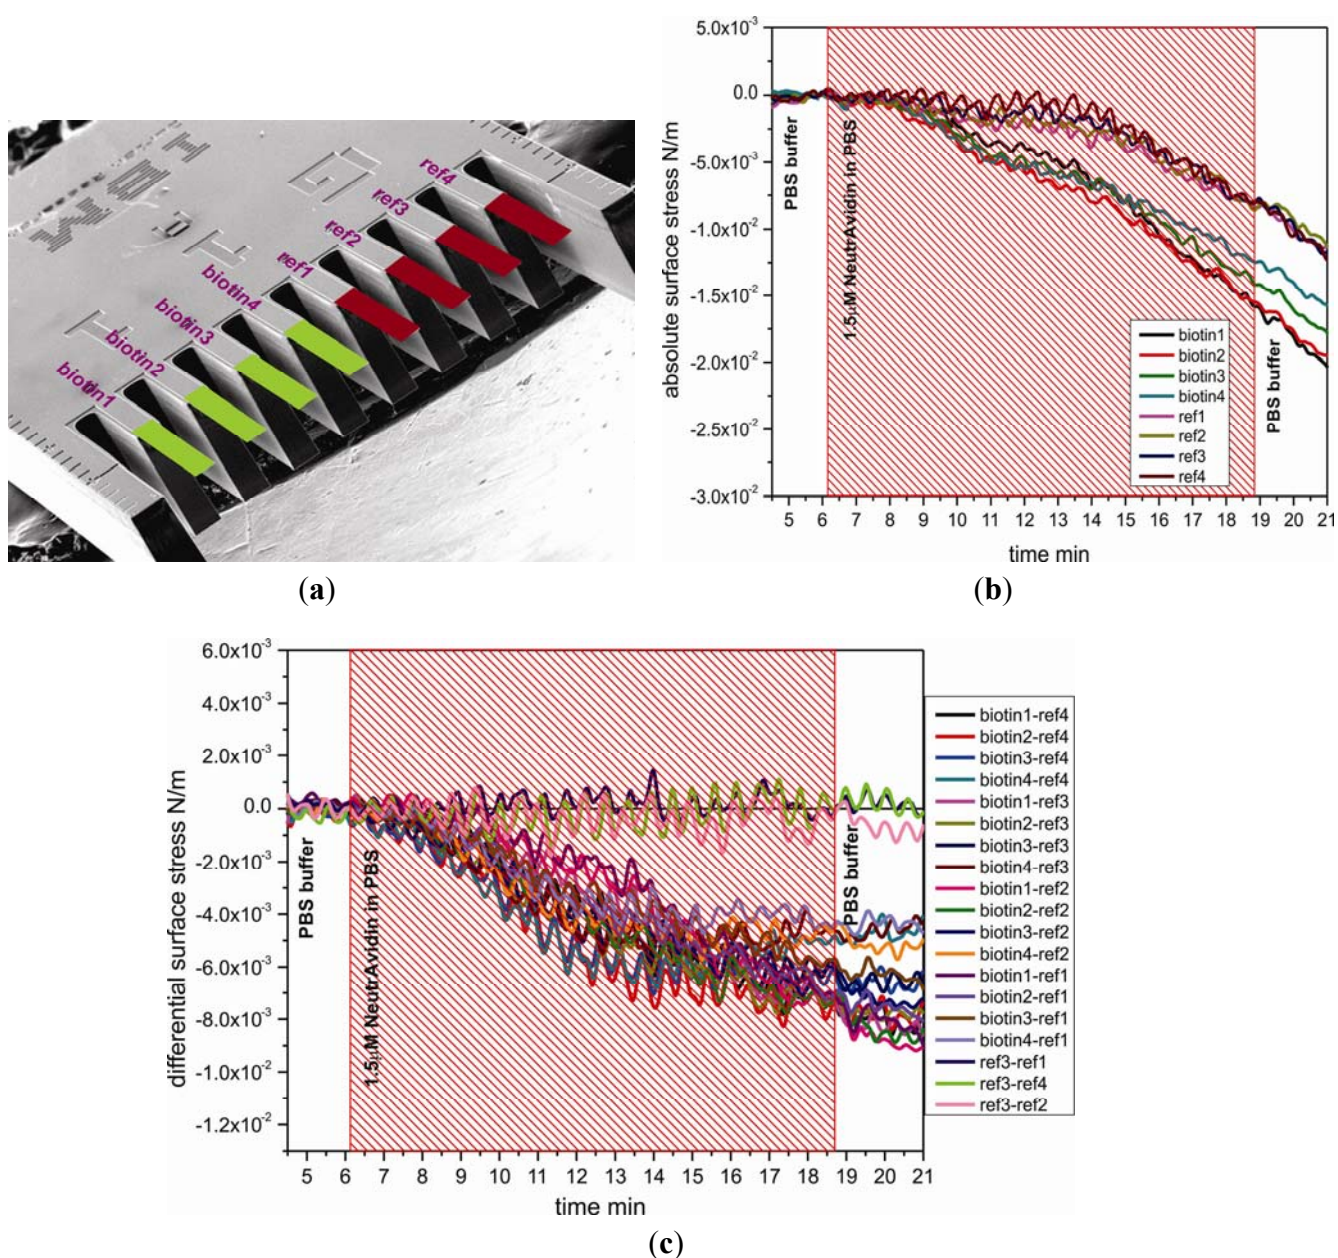 biotin1
biotin2
biotin3
biotin4
ref1
ref2
ref3
ref4
IBM
(a)
absolute surface stress N/m
5.0x10⁻³
0.0
-5.0x10⁻³
-1.0x10⁻²
-1.5x10⁻²
-2.0x10⁻²
-2.5x10⁻²
-3.0x10⁻²
PBS buffer
1.5µM NeutrAvidin in PBS
PBS buffer
biotin1
biotin2
biotin3
biotin4
ref1
ref2
ref3
ref4
5 6 7 8 9 10 11 12 13 14 15 16 17 18 19 20 21
time min
(b)
differential surface stress N/m
6.0x10⁻³
4.0x10⁻³
2.0x10⁻³
0.0
-2.0x10⁻³
-4.0x10⁻³
-6.0x10⁻³
-8.0x10⁻³
-1.0x10⁻²
-1.2x10⁻²
PBS buffer
1.5µM NeutrAvidin in PBS
PBS buffer
biotin1-ref4
biotin2-ref4
biotin3-ref4
biotin4-ref4
biotin1-ref3
biotin2-ref3
biotin3-ref3
biotin4-ref3
biotin1-ref2
biotin2-ref2
biotin3-ref2
biotin4-ref2
biotin1-ref1
biotin2-ref1
biotin3-ref1
biotin4-ref1
ref3-ref1
ref3-ref4
ref3-ref2
5 6 7 8 9 10 11 12 13 14 15 16 17 18 19 20 21
time min
(c)